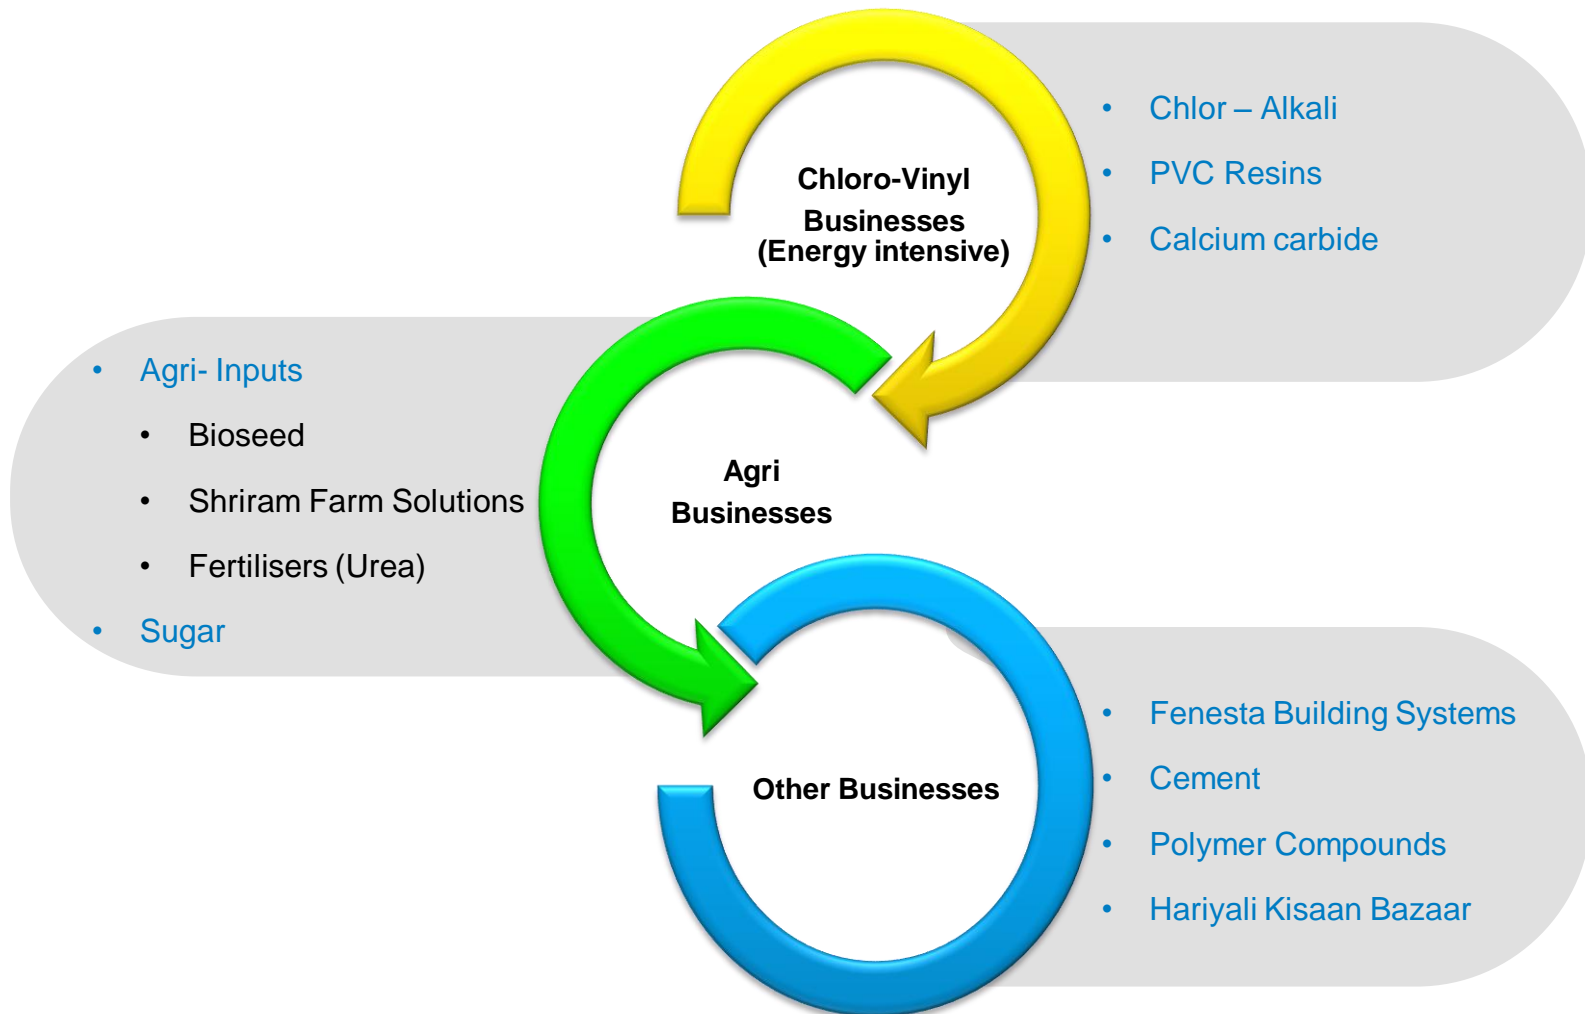 Chloro-Vinyl
Businesses
(Energy intensive)
• Chlor – Alkali
• PVC Resins
• Calcium carbide
• Agri- Inputs
• Bioseed
• Shriram Farm Solutions
• Fertilisers (Urea)
• Sugar
Agri
Businesses
Other Businesses
• Fenesta Building Systems
• Cement
• Polymer Compounds
• Hariyali Kisaan Bazaar